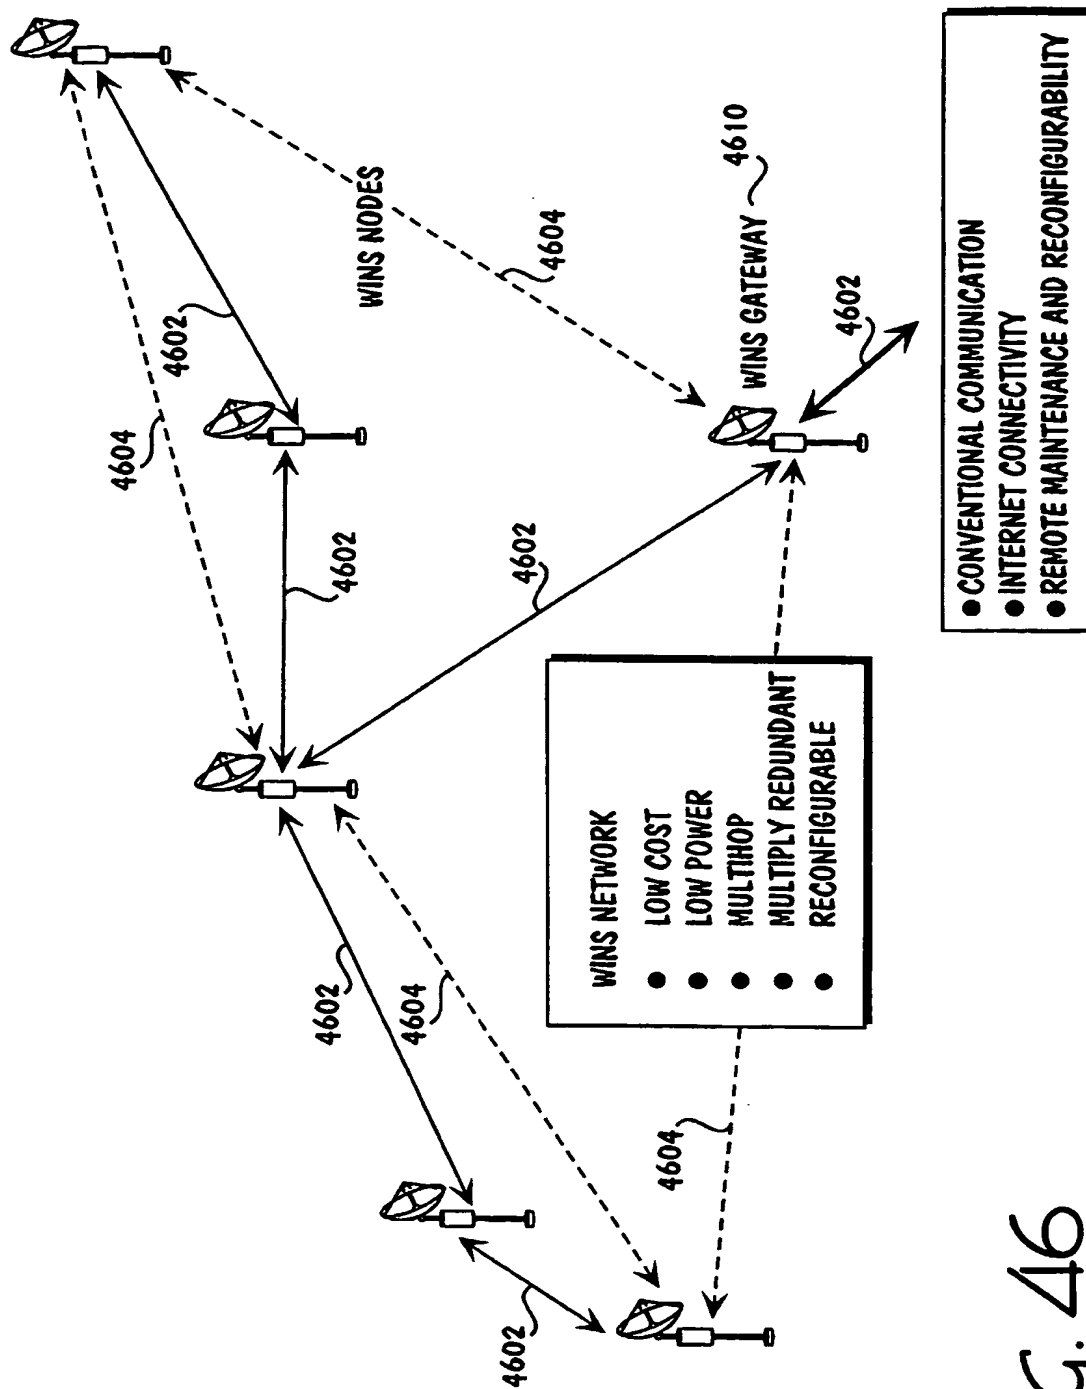 4604
4602
4602
4602
WINS NODES
4604
4602
4602
4604
WINS NETWORK
● LOW COST
● LOW POWER
● MULTIHOP
● MULTIPLY REDUNDANT
● RECONFIGURABLE
4604
WINS GATEWAY 4610
4602
● CONVENTIONAL COMMUNICATION
● INTERNET CONNECTIVITY
● REMOTE MAINTENANCE AND RECONFIGURABILITY
G. 46